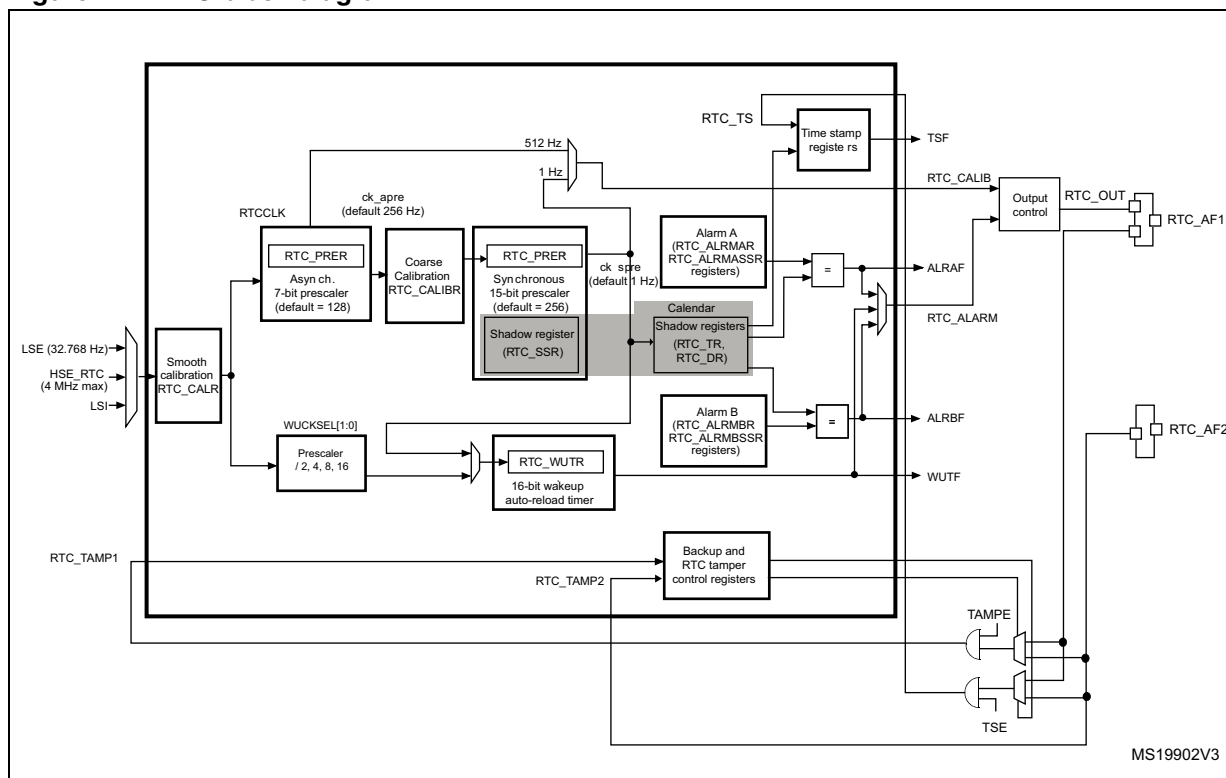 RTC_TS
Time stamp
registe rs
TSF
512 Hz
1 Hz
RTC_CALIB
Output
control
RTC_OUT
RTC_AF1
RTCCLK
ck_apre
(default 256 Hz)
RTC_PRER
Asyn ch.
7-bit prescaler
(default = 128)
Coarse
Calibration
RTC_CALIBR
RTC_PRER
Syn chronous
15-bit prescaler
(default = 256)
ck_spre
(default 1 Hz)
Alarm A
(RTC_ALRMAR
RTC_ALRMASSR
registers)
=
ALRAF
RTC_ALARM
Calendar
Shadow register
(RTC_SSR)
Shadow registers
(RTC_TR,
RTC_DR)
LSE (32.768 Hz)
HSE_RTC
(4 MHz max)
LSI
Smooth
calibration
RTC_CALR
Alarm B
(RTC_ALRMBR
RTC_ALRMBSSR
registers)
=
ALRBF
RTC_AF2
WUCKSEL[1:0]
Prescaler
/ 2, 4, 8, 16
RTC_WUTR
16-bit wakeup
auto-reload timer
WUTF
RTC_TAMP1
RTC_TAMP2
Backup and
RTC tamper
control registers
TAMPE
TSE
MS19902V3